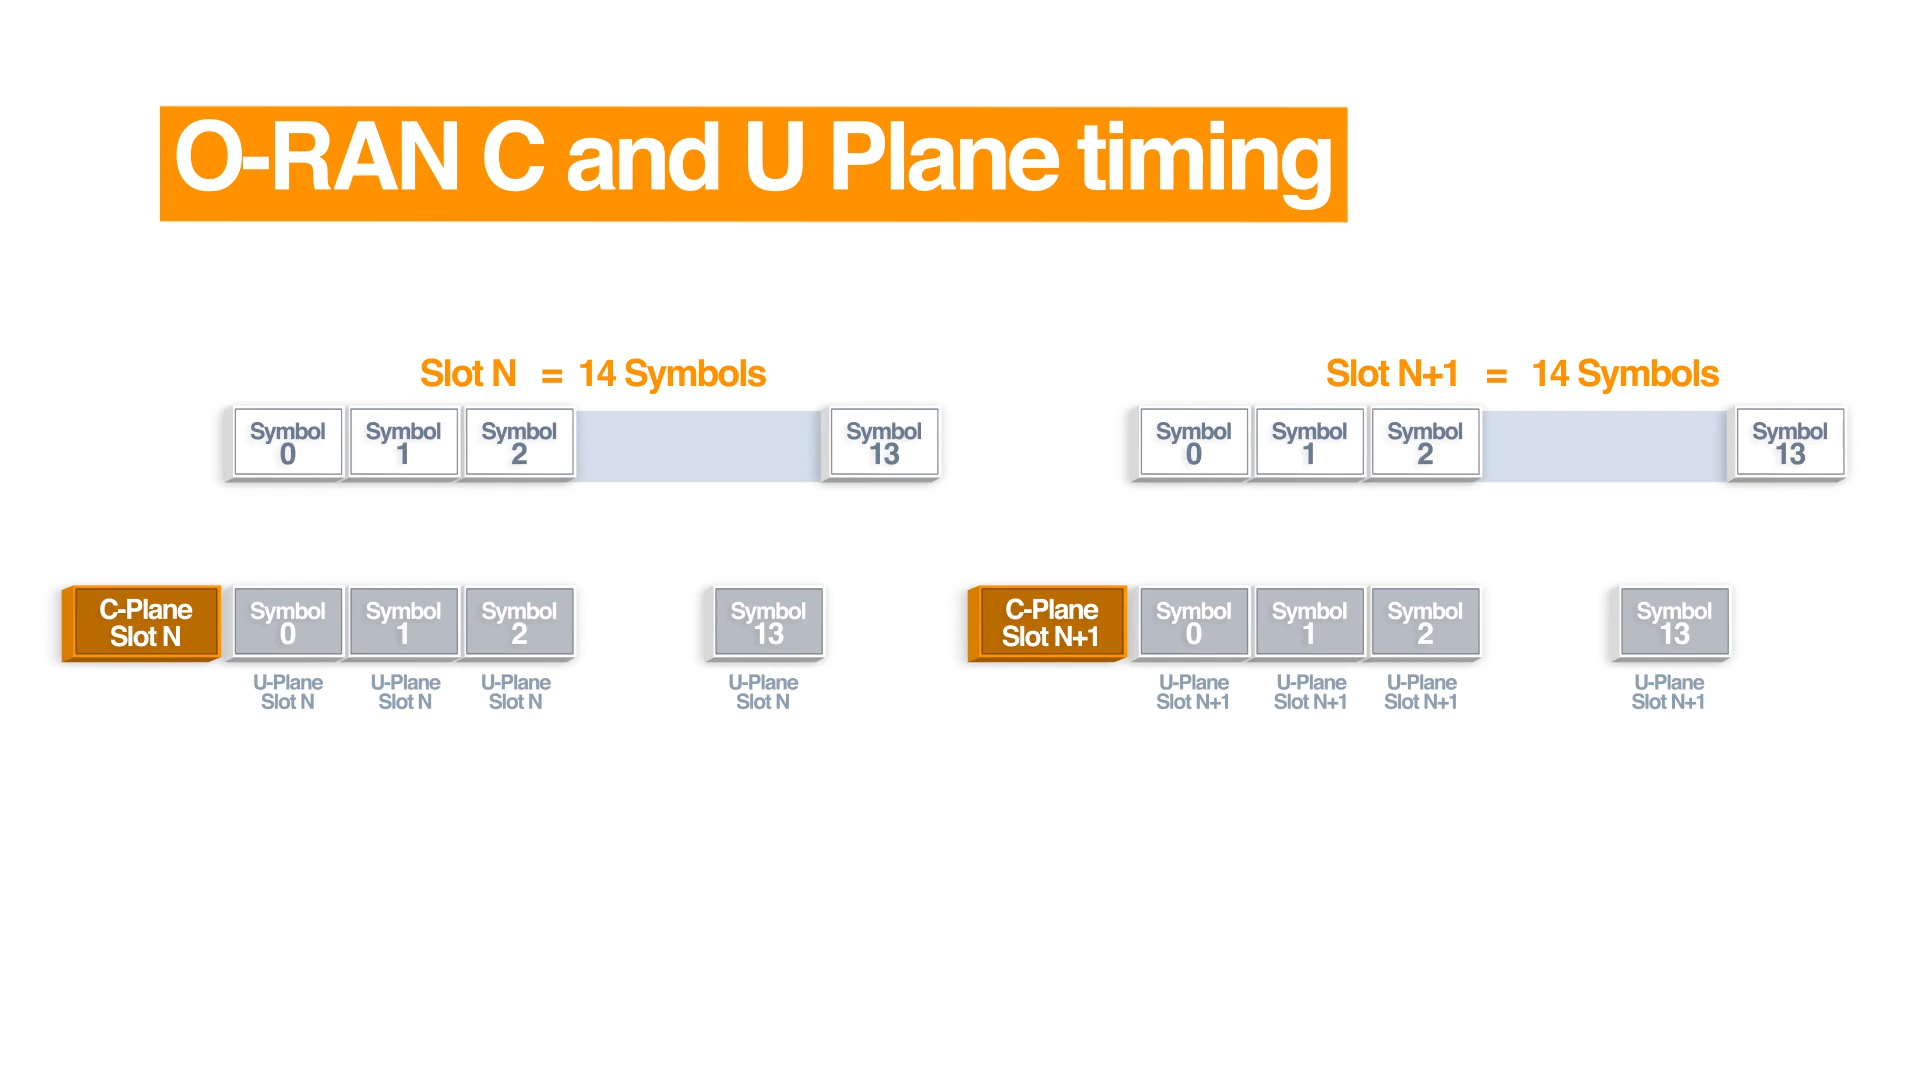 O-RAN C and U Plane timing
Slot N = 14 Symbols
Symbol 0
Symbol 1
Symbol 2
Symbol 13
Slot N+1 = 14 Symbols
Symbol 0
Symbol 1
Symbol 2
Symbol 13
C-Plane
Slot N
Symbol 0
Symbol 1
Symbol 2
Symbol 13
U-Plane
Slot N
U-Plane
Slot N
U-Plane
Slot N
U-Plane
Slot N
C-Plane
Slot N+1
Symbol 0
Symbol 1
Symbol 2
Symbol 13
U-Plane
Slot N+1
U-Plane
Slot N+1
U-Plane
Slot N+1
U-Plane
Slot N+1